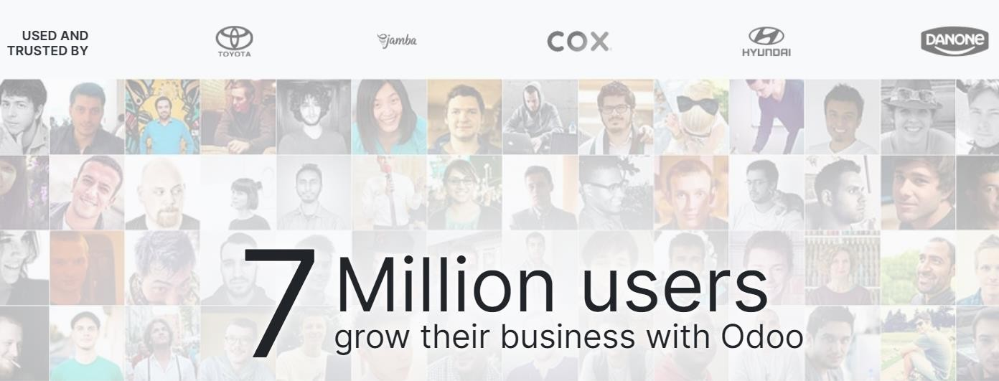 USED AND
TRUSTED BY
TOYOTA
jamba
COX
HYUNDAI
DANONE
7 Million users
grow their business with Odoo